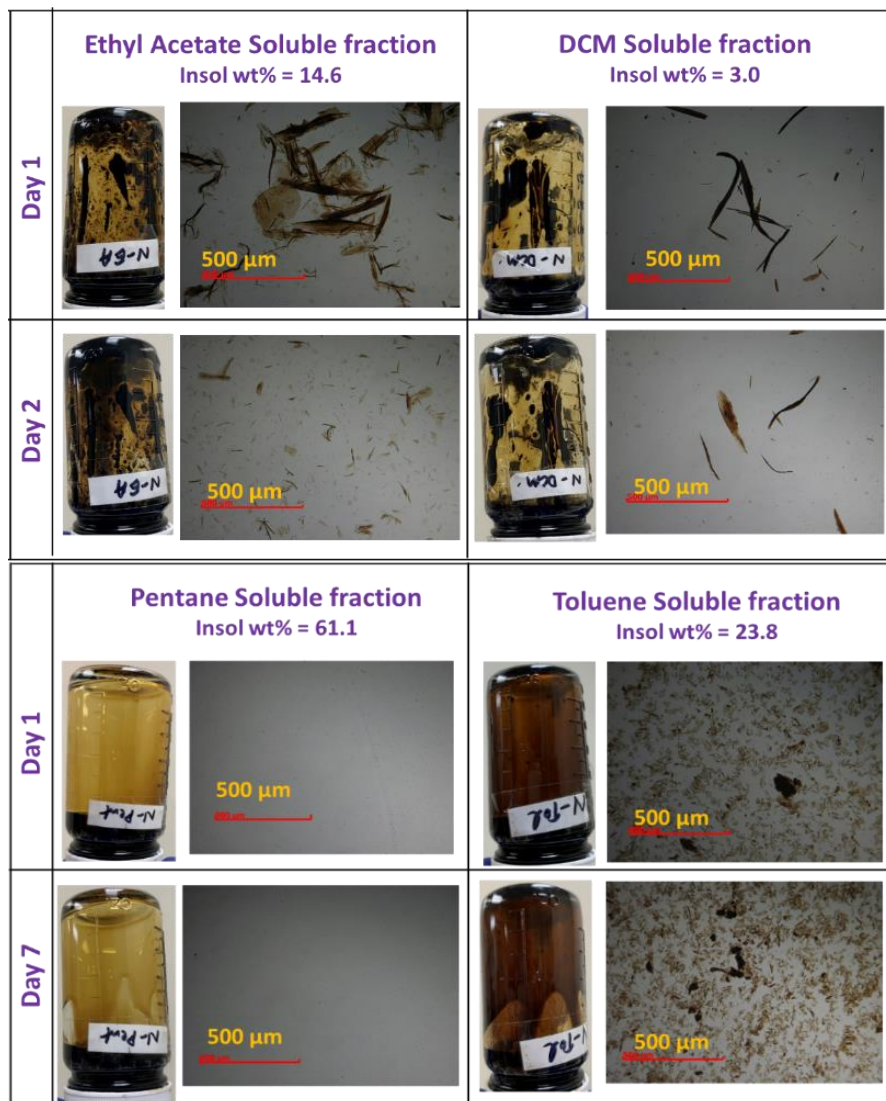 Ethyl Acetate Soluble fraction
Insol wt% = 14.6
DCM Soluble fraction
Insol wt% = 3.0
Day 1
N-EA
500 µm
N-DCM
500 µm
Day 2
N-EA
500 µm
N-DCM
500 µm
Pentane Soluble fraction
Insol wt% = 61.1
Toluene Soluble fraction
Insol wt% = 23.8
Day 1
N-Pent
500 µm
N-Tol
500 µm
Day 7
N-Pent
500 µm
N-Tol
500 µm